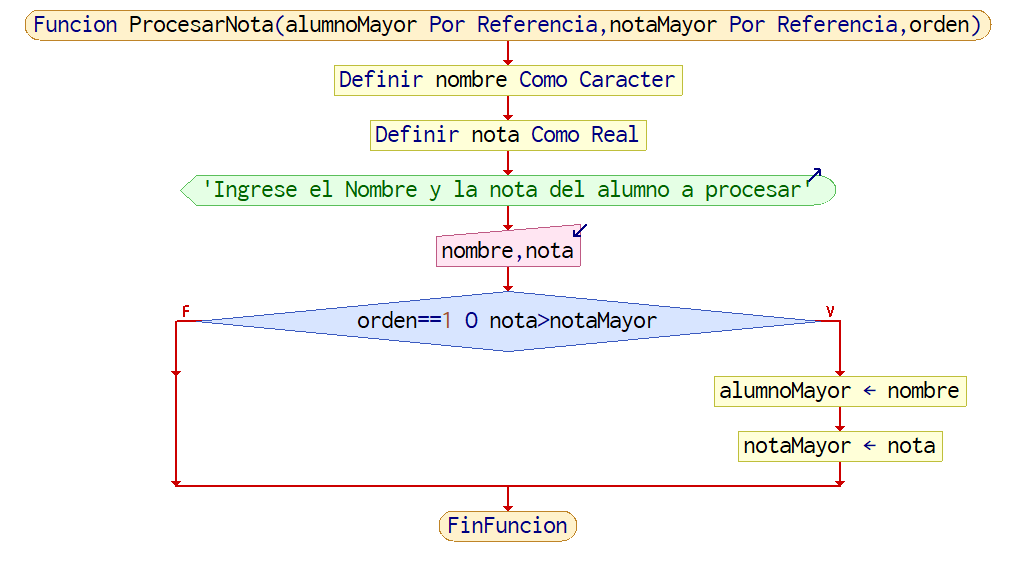 Funcion ProcesarNota(alumnoMayor Por Referencia,notaMayor Por Referencia,orden)
Definir nombre Como Caracter
Definir nota Como Real
'Ingrese el Nombre y la nota del alumno a procesar'
nombre,nota
F
V
orden==1 O nota>notaMayor
alumnoMayor ← nombre
notaMayor ← nota
FinFuncion